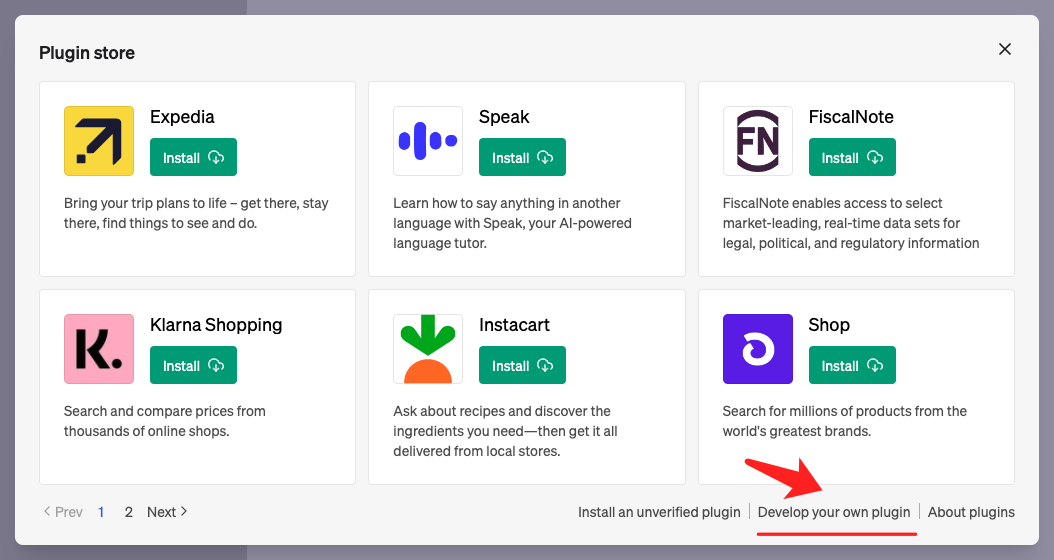 Plugin store
Expedia
Install
Bring your trip plans to life – get there, stay
there, find things to see and do.
Speak
Install
Learn how to say anything in another
language with Speak, your AI-powered
language tutor.
FN
FiscalNote
Install
FiscalNote enables access to select
market-leading, real-time data sets for
legal, political, and regulatory information
K.
Klarna Shopping
Install
Search and compare prices from
thousands of online shops.
Instacart
Install
Ask about recipes and discover the
ingredients you need—then get it all
delivered from local stores.
Shop
Install
Search for millions of products from the
world's greatest brands.
Prev 1 2 Next
Install an unverified plugin
Develop your own plugin
About plugins